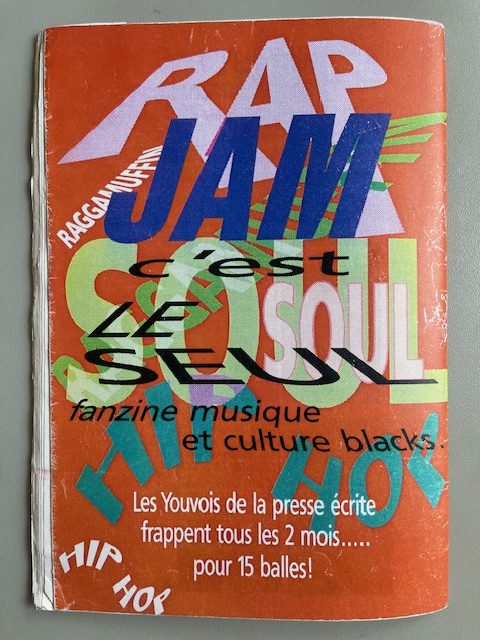 RAP
JAM
RAGGAMUFFIN
c'est
SOUL
LE
SOUL
SEUL
fanzine musique
et culture blacks.
HIP HOP
Les Youvois de la presse écrite
frappent tous les 2 mois.....
pour 15 balles!
HIP HOP